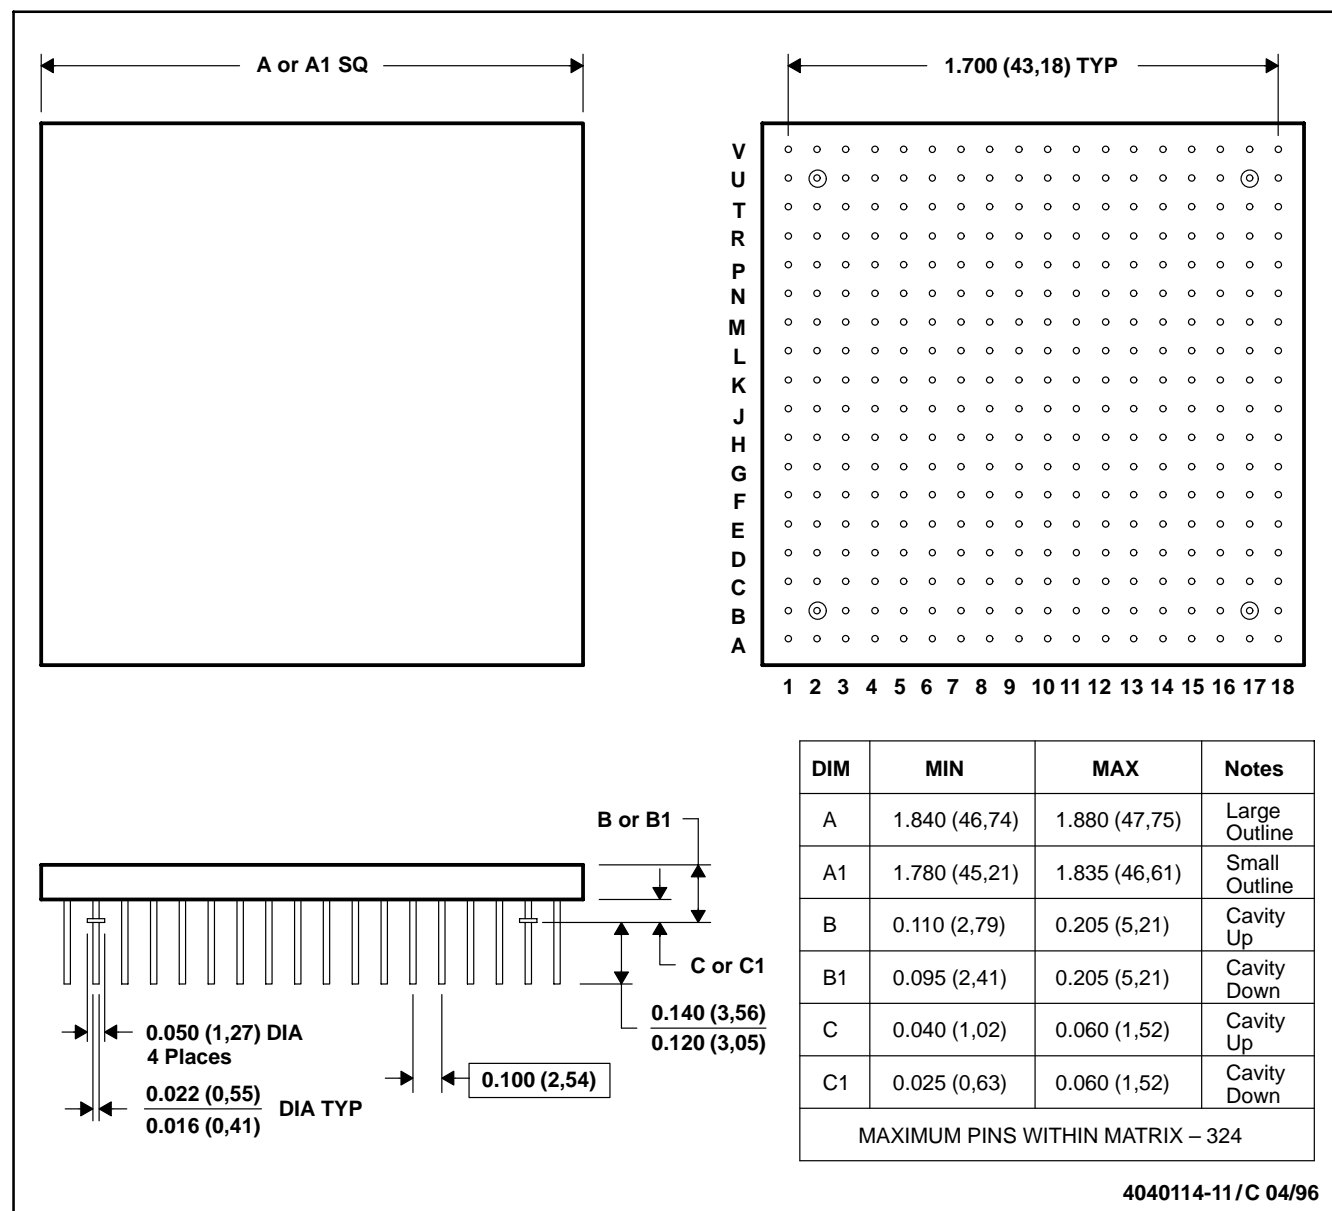 A or A1 SQ
1.700 (43,18) TYP
V
U
T
R
P
N
M
L
K
J
H
G
F
E
D
C
B
A
1 2 3 4 5 6 7 8 9 10 11 12 13 14 15 16 17 18
B or B1
C or C1
0.140 (3,56)
0.120 (3,05)
0.050 (1,27) DIA
4 Places
0.022 (0,55)
0.016 (0,41)
DIA TYP
0.100 (2,54)
DIM MIN MAX Notes
A 1.840 (46,74) 1.880 (47,75) Large Outline
A1 1.780 (45,21) 1.835 (46,61) Small Outline
B 0.110 (2,79) 0.205 (5,21) Cavity Up
B1 0.095 (2,41) 0.205 (5,21) Cavity Down
C 0.040 (1,02) 0.060 (1,52) Cavity Up
C1 0.025 (0,63) 0.060 (1,52) Cavity Down
MAXIMUM PINS WITHIN MATRIX – 324
4040114-11/C 04/96